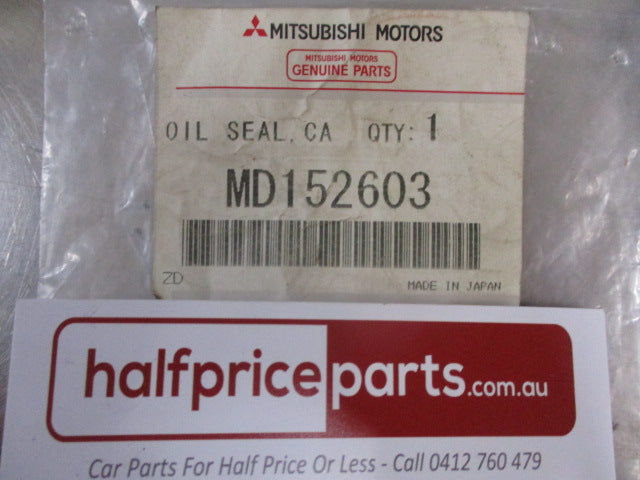 MITSUBISHI MOTORS
MITSUBISHI MOTORS
GENUINE PARTS
OIL SEAL, CA QTY: 1
MD152603
ZD
MADE IN JAPAN
halfpriceparts.com.au
Car Parts For Half Price Or Less - Call 0412 760 479